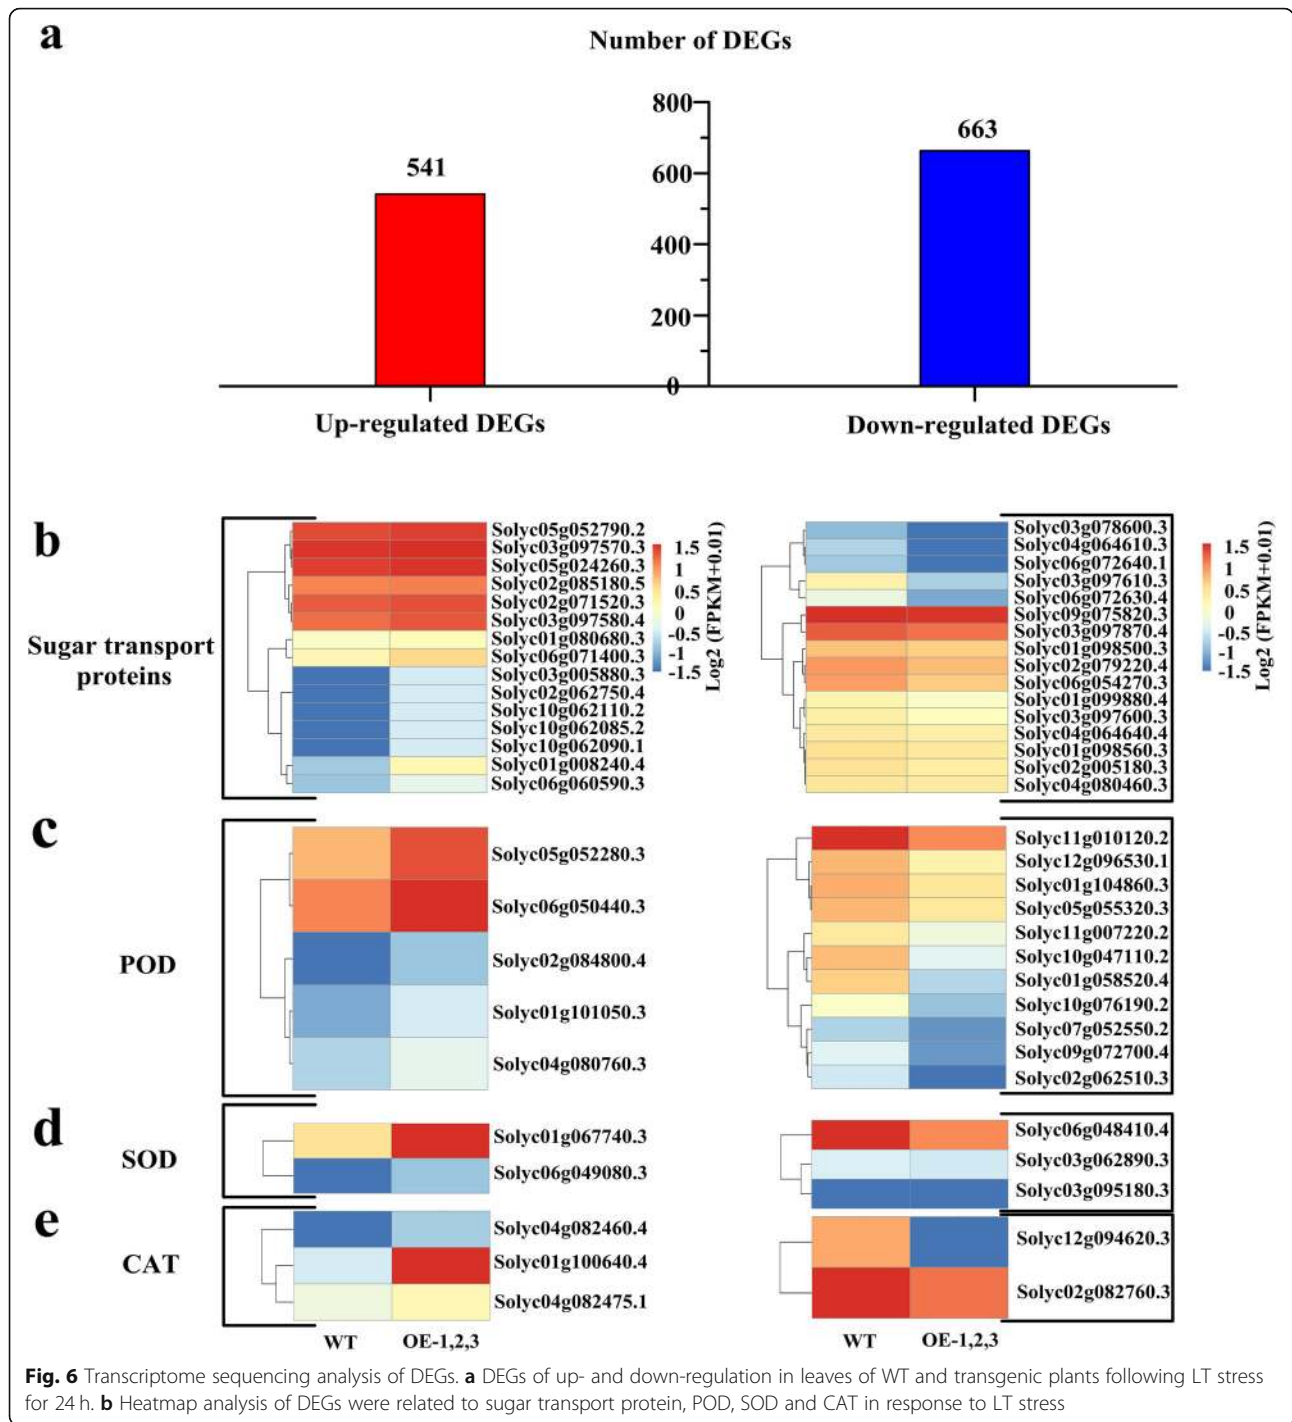 a
Number of DEGs
800
600
400
200
0
541
663
Up-regulated DEGs
Down-regulated DEGs
b
Sugar transport
proteins
Solyc05g052790.2
Solyc03g097570.3
Solyc05g024260.3
Solyc02g085180.5
Solyc02g071520.3
Solyc03g097580.4
Solyc01g080680.3
Solyc06g071400.3
Solyc03g005880.3
Solyc02g062750.4
Solyc10g062110.2
Solyc10g062085.2
Solyc10g062090.1
Solyc01g008240.4
Solyc06g060590.3
1.5
1
0.5
0
-0.5
-1
-1.5
Log2 (FPKM+0.01)
Solyc03g078600.3
Solyc04g064610.3
Solyc06g072640.1
Solyc03g097610.3
Solyc06g072630.4
Solyc09g075820.3
Solyc03g097870.4
Solyc01g098500.3
Solyc02g079220.4
Solyc06g054270.3
Solyc01g099880.4
Solyc03g097600.3
Solyc04g064640.4
Solyc01g098560.3
Solyc02g005180.3
Solyc04g080460.3
1.5
1
0.5
0
-0.5
-1
-1.5
Log2 (FPKM+0.01)
c
POD
Solyc05g052280.3
Solyc06g050440.3
Solyc02g084800.4
Solyc01g101050.3
Solyc04g080760.3
Solyc11g010120.2
Solyc12g096530.1
Solyc01g104860.3
Solyc05g055320.3
Solyc11g007220.2
Solyc10g047110.2
Solyc01g058520.4
Solyc10g076190.2
Solyc07g052550.2
Solyc09g072700.4
Solyc02g062510.3
d
SOD
Solyc01g067740.3
Solyc06g049080.3
Solyc06g048410.4
Solyc03g062890.3
Solyc03g095180.3
e
CAT
Solyc04g082460.4
Solyc01g100640.4
Solyc04g082475.1
Solyc12g094620.3
Solyc02g082760.3
WT OE-1,2,3
WT OE-1,2,3
Fig. 6 Transcriptome sequencing analysis of DEGs. a DEGs of up- and down-regulation in leaves of WT and transgenic plants following LT stress
for 24 h. b Heatmap analysis of DEGs were related to sugar transport protein, POD, SOD and CAT in response to LT stress